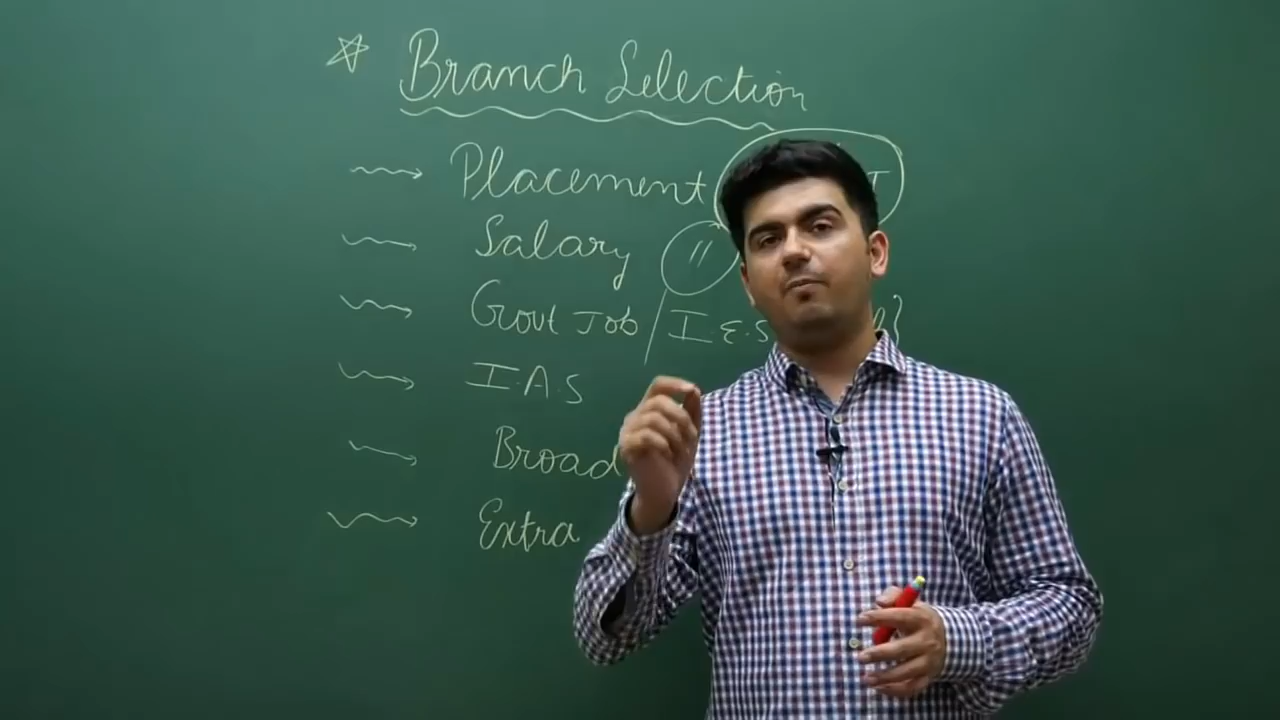 Branch Selection
Placement
Salary "
Govt Job / I.E.S
I.A.S
Broad
Extra